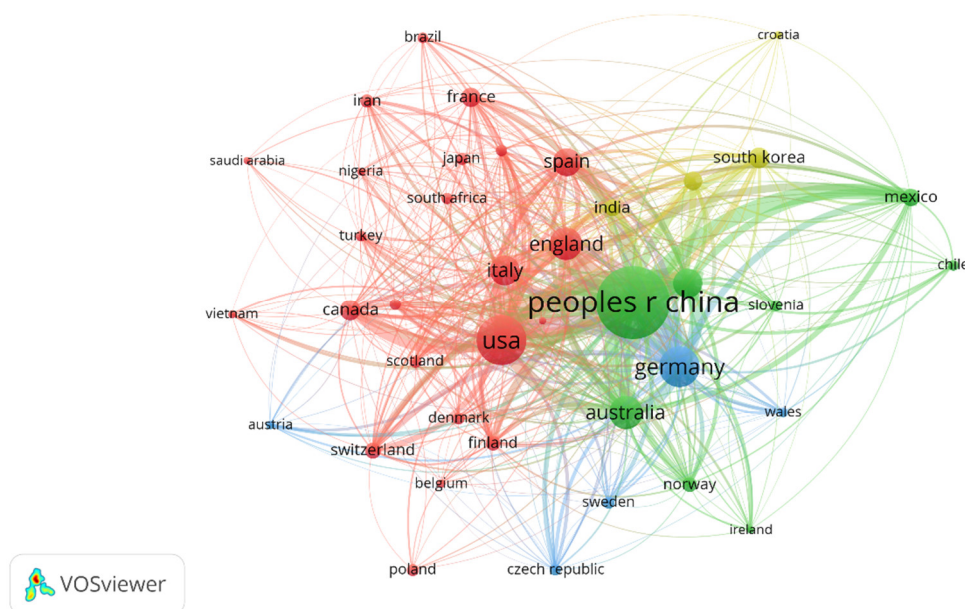 brazil
croatia
iran
france
saudi arabia
nigeria
japan
spain
south korea
south africa
india
mexico
turkey
england
italy
chile
vietnam
canada
peoples r china
slovenia
usa
scotland
germany
austria
denmark
australia
wales
switzerland
finland
belgium
sweden
norway
ireland
poland
czech republic
VOSviewer